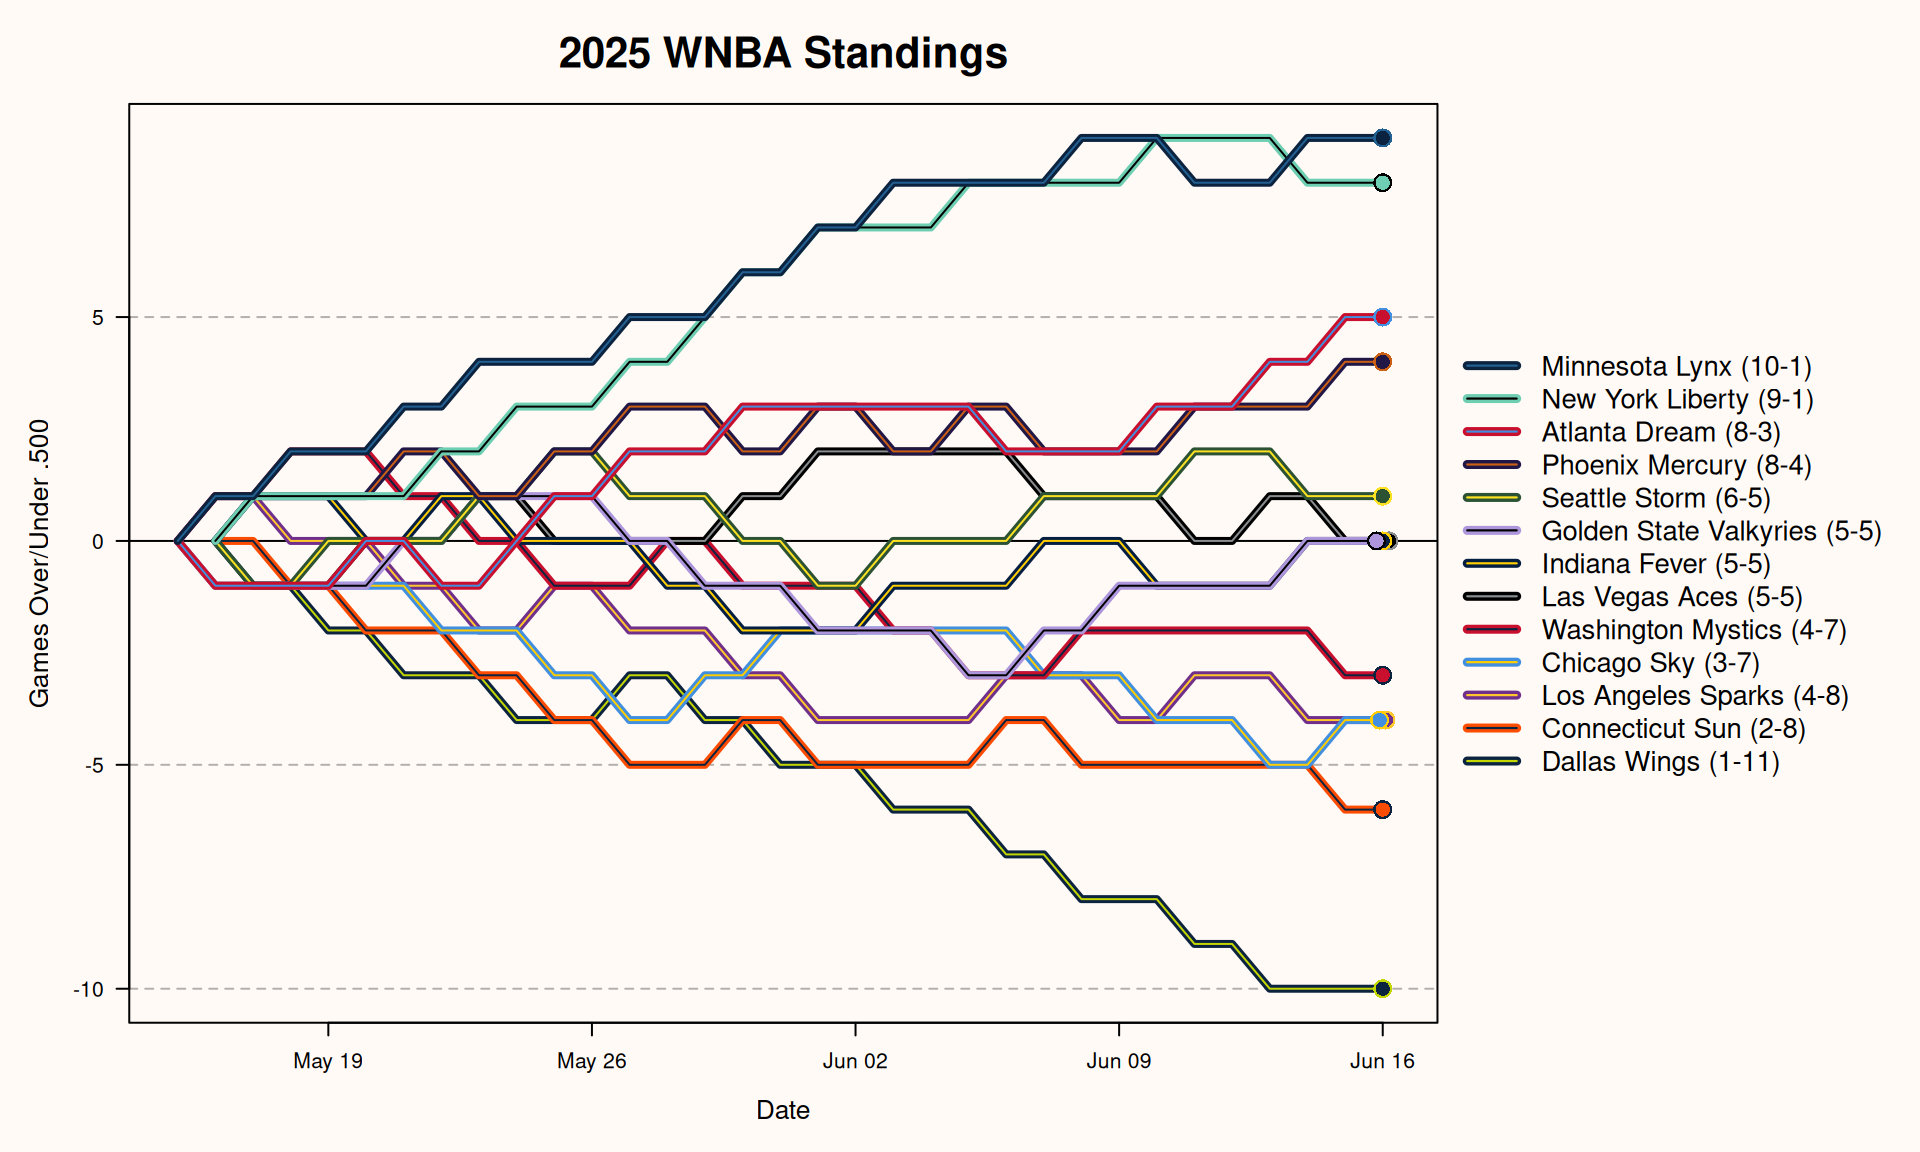 2025 WNBA Standings
Games Over/Under .500
5
0
-5
-10
May 19
May 26
Jun 02
Jun 09
Jun 16
Date
Minnesota Lynx (10-1)
New York Liberty (9-1)
Atlanta Dream (8-3)
Phoenix Mercury (8-4)
Seattle Storm (6-5)
Golden State Valkyries (5-5)
Indiana Fever (5-5)
Las Vegas Aces (5-5)
Washington Mystics (4-7)
Chicago Sky (3-7)
Los Angeles Sparks (4-8)
Connecticut Sun (2-8)
Dallas Wings (1-11)